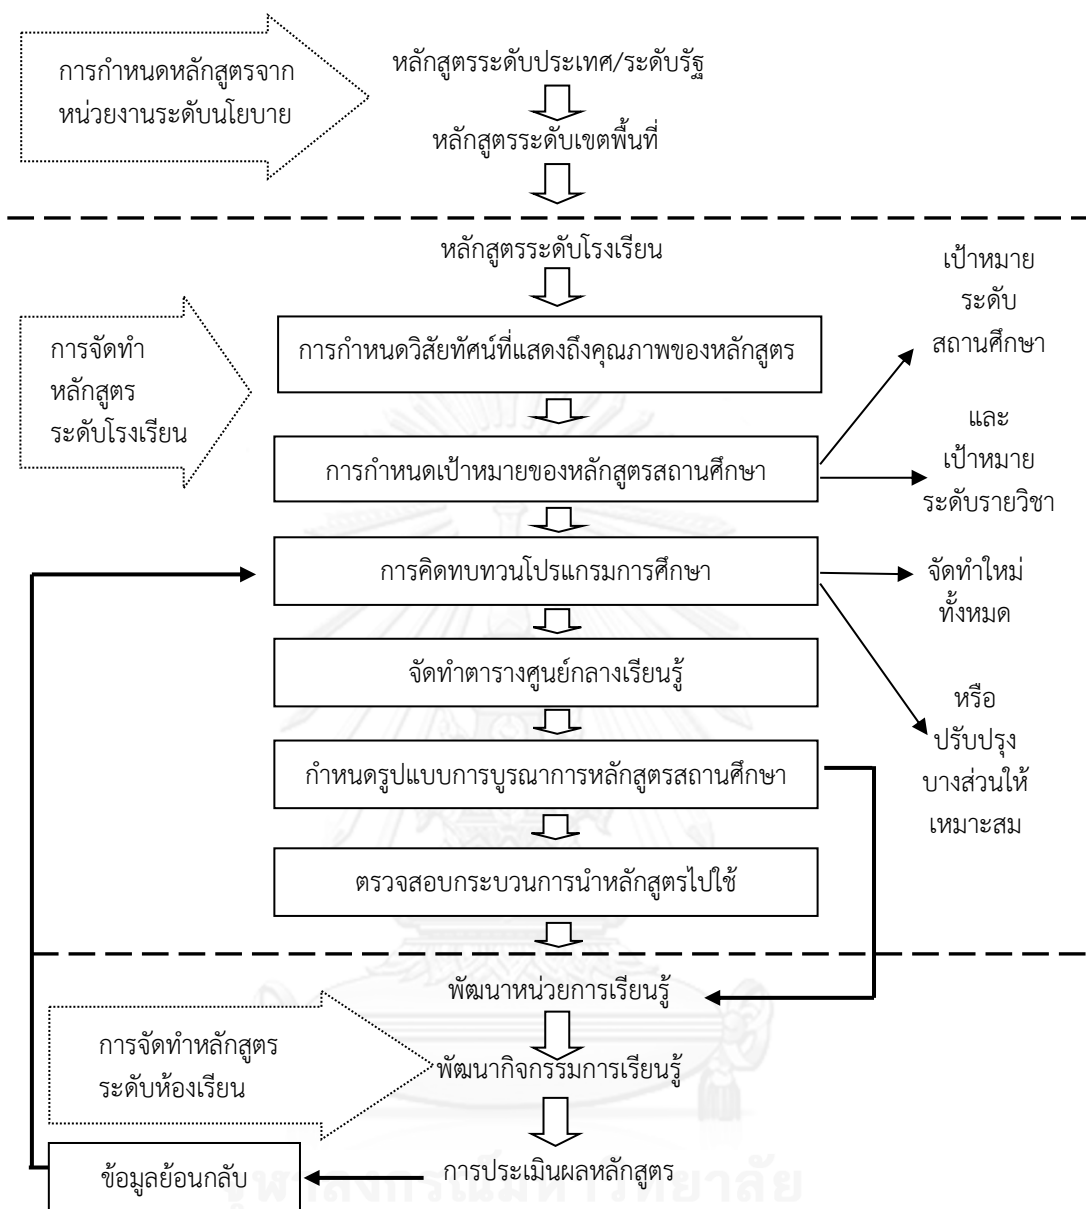 การกำหนดหลักสูตรจาก
หน่วยงานระดับนโยบาย
หลักสูตรระดับประเทศ/ระดับรัฐ
หลักสูตรระดับเขตพื้นที่
หลักสูตรระดับโรงเรียน
การจัดทำ
หลักสูตร
ระดับโรงเรียน
การกำหนดวิสัยทัศน์ที่แสดงถึงคุณภาพของหลักสูตร
การกำหนดเป้าหมายของหลักสูตรสถานศึกษา
เป้าหมาย
ระดับ
สถานศึกษา
และ
เป้าหมาย
ระดับรายวิชา
การคิดทบทวนโปรแกรมการศึกษา
จัดทำใหม่
ทั้งหมด
หรือ
ปรับปรุง
บางส่วนให้
เหมาะสม
จัดทำตารางศูนย์กลางเรียนรู้
กำหนดรูปแบบการบูรณาการหลักสูตรสถานศึกษา
ตรวจสอบกระบวนการนำหลักสูตรไปใช้
พัฒนาหน่วยการเรียนรู้
การจัดทำหลักสูตร
ระดับห้องเรียน
พัฒนากิจกรรมการเรียนรู้
การประเมินผลหลักสูตร
ข้อมูลย้อนกลับ
จุฬาลงกรณ์มหาวิทยาลัย